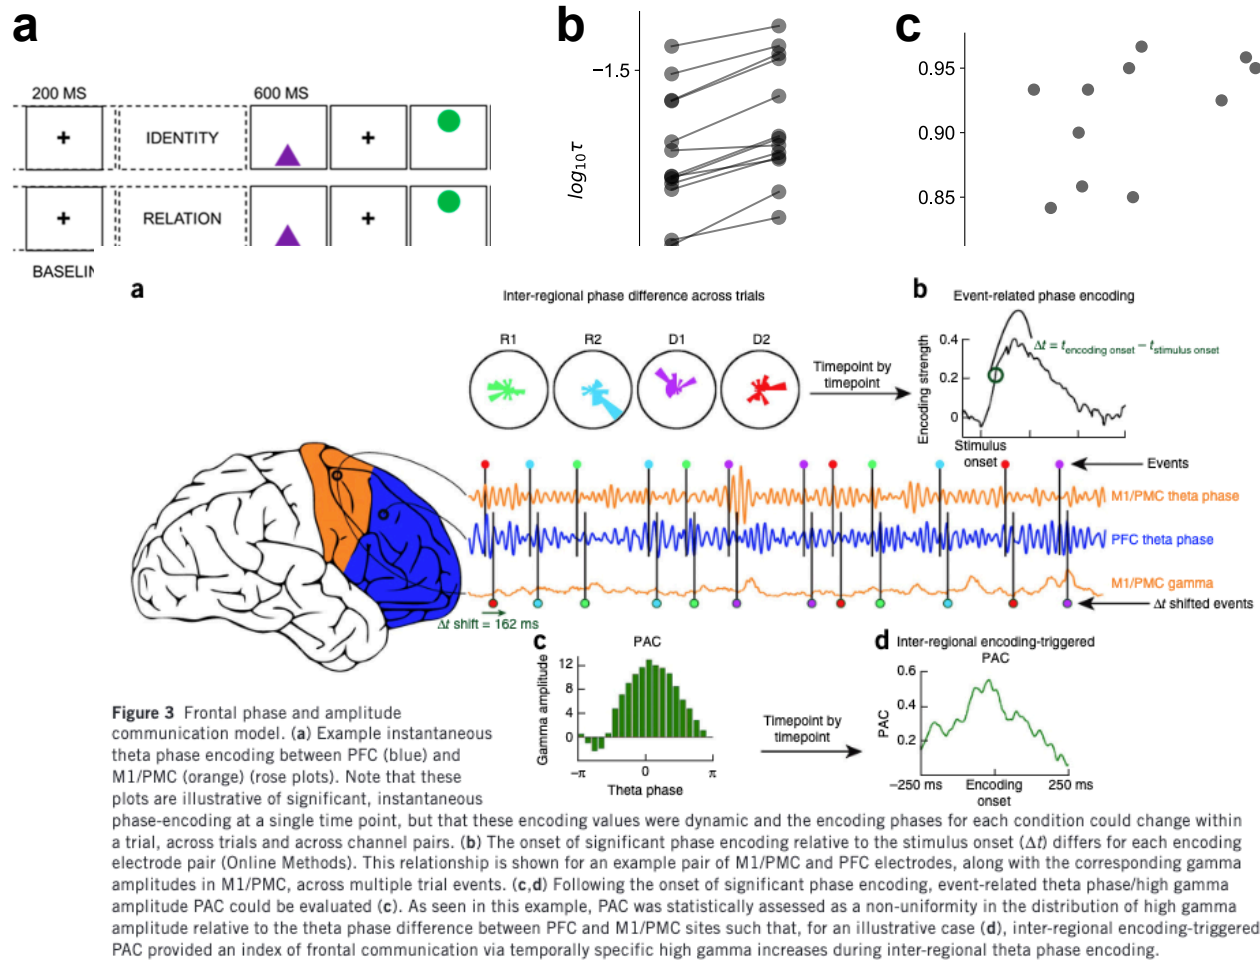 a
b
c
200 MS
600 MS
−1.5
0.95
IDENTITY
0.90
log10τ
RELATION
0.85
BASELIN
a
Inter-regional phase difference across trials
b
Event-related phase encoding
R1
R2
D1
D2
Timepoint by
timepoint
Encoding strength
0.4
0.2
0
Δt = tencoding onset − tstimulus onset
Stimulus
onset
Events
M1/PMC theta phase
PFC theta phase
M1/PMC gamma
Δt shifted events
Δt shift = 162 ms
c
PAC
Gamma amplitude
12
8
4
0
−π
0
π
Theta phase
Timepoint by
timepoint
d
Inter-regional encoding-triggered
PAC
PAC
0.6
0.4
0.2
−250 ms
Encoding
onset
250 ms
Figure 3 Frontal phase and amplitude
communication model. (a) Example instantaneous
theta phase encoding between PFC (blue) and
M1/PMC (orange) (rose plots). Note that these
plots are illustrative of significant, instantaneous
phase-encoding at a single time point, but that these encoding values were dynamic and the encoding phases for each condition could change within
a trial, across trials and across channel pairs. (b) The onset of significant phase encoding relative to the stimulus onset (Δt) differs for each encoding
electrode pair (Online Methods). This relationship is shown for an example pair of M1/PMC and PFC electrodes, along with the corresponding gamma
amplitudes in M1/PMC, across multiple trial events. (c,d) Following the onset of significant phase encoding, event-related theta phase/high gamma
amplitude PAC could be evaluated (c). As seen in this example, PAC was statistically assessed as a non-uniformity in the distribution of high gamma
amplitude relative to the theta phase difference between PFC and M1/PMC sites such that, for an illustrative case (d), inter-regional encoding-triggered
PAC provided an index of frontal communication via temporally specific high gamma increases during inter-regional theta phase encoding.